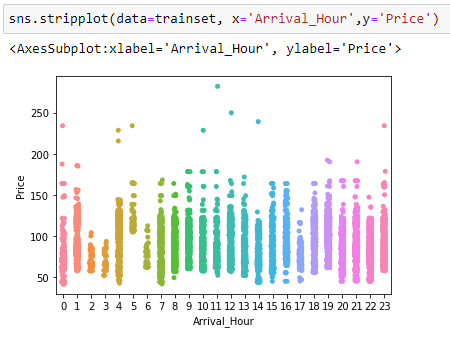 sns.stripplot(data=trainset, x='Arrival_Hour',y='Price')
<AxesSubplot:xlabel='Arrival_Hour', ylabel='Price'>
250
200
150
100
50
Price
0 1 2 3 4 5 6 7 8 9 10 11 12 13 14 15 16 17 18 19 20 21 22 23
Arrival_Hour